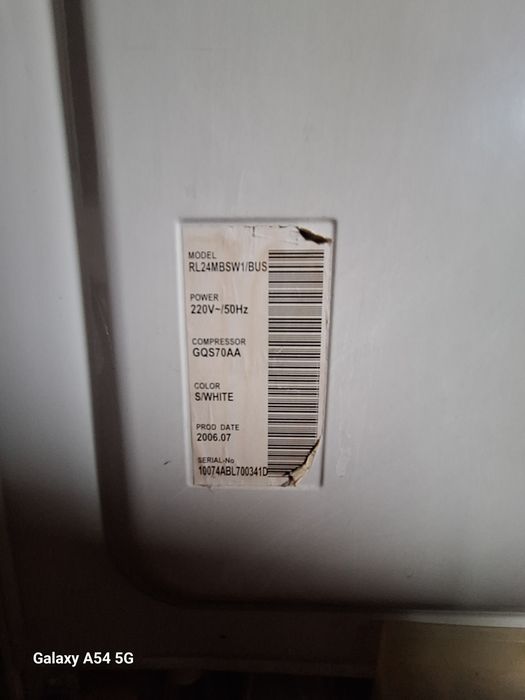 MODEL
RL24MBSW1/BUS
POWER
220V~/50Hz
COMPRESSOR
GQS70AA
COLOR
S/WHITE
PROD DATE
2006.07
SERIAL-No
10074ABL700341D
Galaxy A54 5G